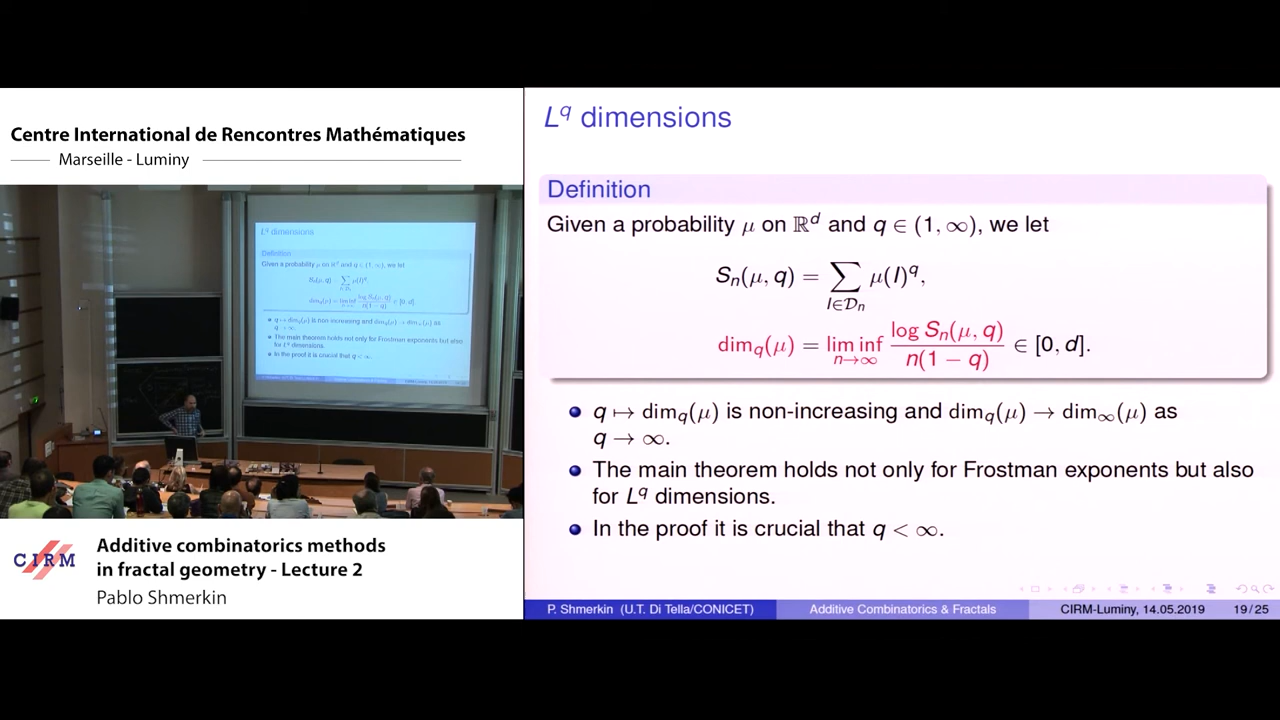 Centre International de Rencontres Mathématiques
Marseille - Luminy
L^q dimensions
Definition
Given a probability μ on ℝ^d and q ∈ (1, ∞), we let
S_n(μ, q) = ∑_{I∈𝒟_n} μ(I)^q,
dim_q(μ) = lim inf_{n→∞} log S_n(μ, q) / n(1 − q) ∈ [0, d].
q ↦ dim_q(μ) is non-increasing and dim_q(μ) → dim_∞(μ) as
q → ∞.
The main theorem holds not only for Frostman exponents but also
for L^q dimensions.
In the proof it is crucial that q < ∞.
CIRM
Additive combinatorics methods
in fractal geometry - Lecture 2
Pablo Shmerkin
P. Shmerkin (U.T. Di Tella/CONICET)
Additive Combinatorics & Fractals
CIRM-Luminy, 14.05.2019
19 / 25